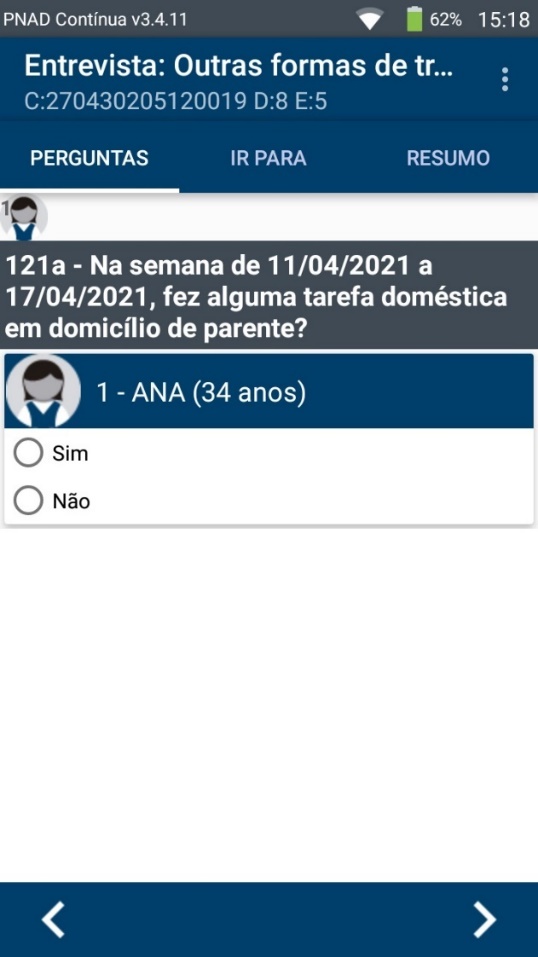 PNAD Contínua v3.4.11 62% 15:18
Entrevista: Outras formas de tr...
C:270430205120019 D:8 E:5
PERGUNTAS IR PARA RESUMO
1
121a - Na semana de 11/04/2021 a
17/04/2021, fez alguma tarefa doméstica
em domicílio de parente?
1 - ANA (34 anos)
Sim
Não